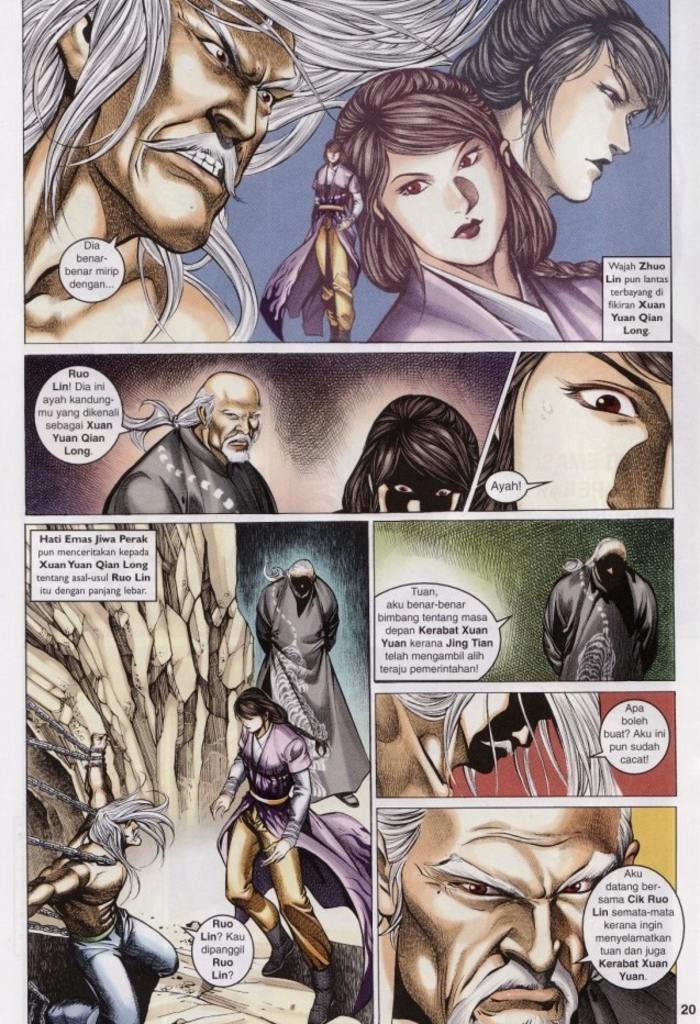 Dia
benar-
benar mirip
dengan...
Wajah Zhuo
Lin pun lantas
terbayang di
fikiran Xuan
Yuan Qian
Long.
Ruo
Lin! Dia ini
ayah kandung-
mu yang dikenali
sebagai Xuan
Yuan Qian
Long.
Ayah!
Hati Emas Jiwa Perak
pun menceritakan kepada
Xuan Yuan Qian Long
tentang asal-usul Ruo Lin
itu dengan panjang lebar.
Ruo
Lin? Kau
dipanggil
Ruo
Lin?
Tuan,
aku benar-benar
bimbang tentang masa
depan Kerabat Xuan
Yuan kerana Jing Tian
telah mengambil alih
teraju pemerintahan!
Apa
boleh
buat? Aku ini
pun sudah
cacat!
Aku
datang ber-
sama Cik Ruo
Lin semata-mata
kerana ingin
menyelamatkan
tuan dan juga
Kerabat Xuan
Yuan.
20